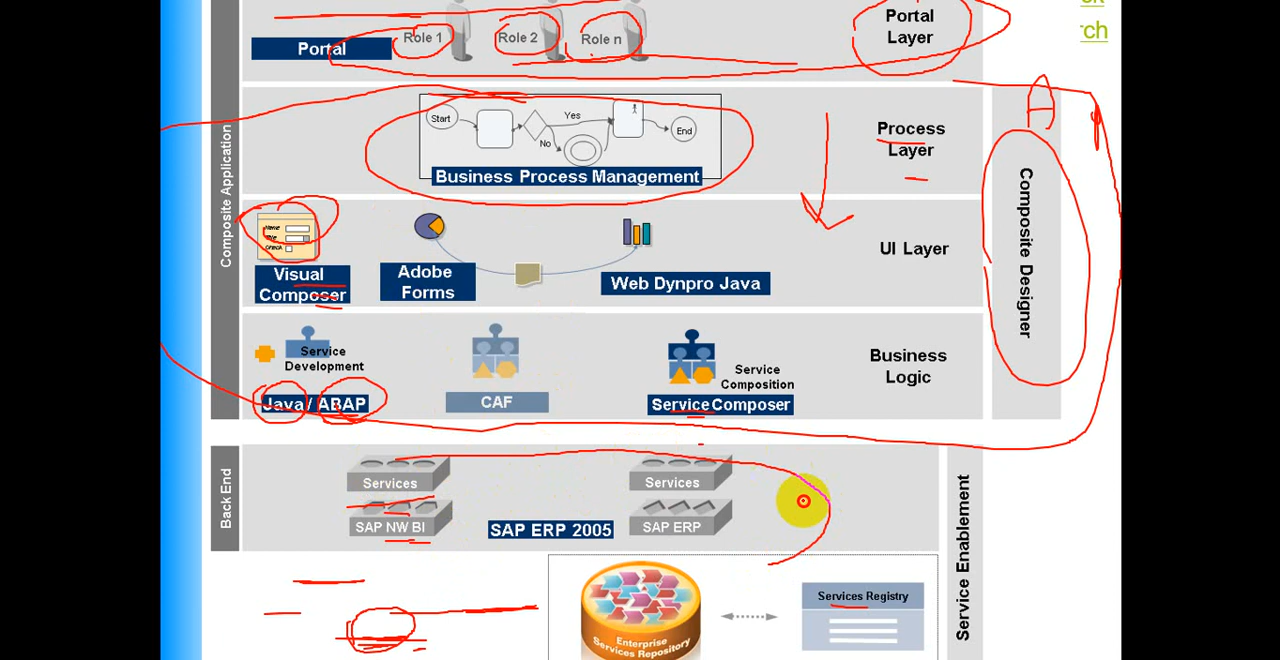 rch
Portal
Role 1
Role 2
Role n
Portal
Layer
Composite Application
Start
Yes
No
End
Business Process Management
Process
Layer
Composite Designer
Name
Visual
Composer
Adobe
Forms
Web Dynpro Java
UI Layer
Service
Development
Java / ABAP
CAF
Service
Composition
Service Composer
Business
Logic
Back End
Services
SAP NW BI
SAP ERP 2005
Services
SAP ERP
Service Enablement
Enterprise
Services Repository
Services Registry